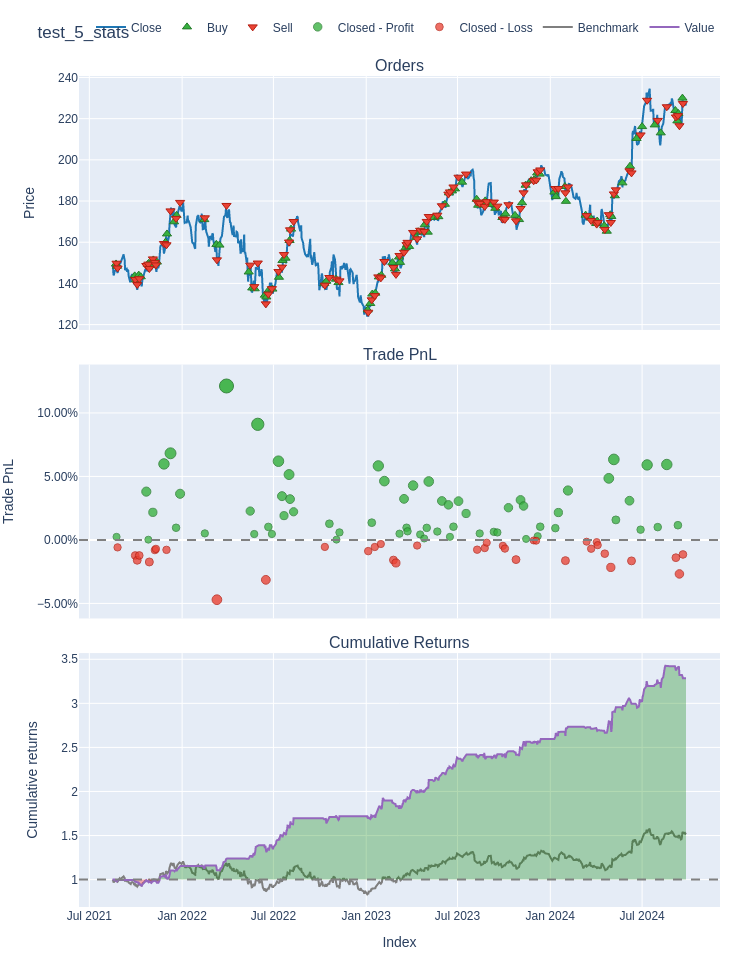 test_5_stats
Close Buy Sell Closed - Profit Closed - Loss Benchmark Value
Orders
240
220
200
180
160
140
120
Price
Trade PnL
10.00%
5.00%
0.00%
−5.00%
Trade PnL
Cumulative Returns
3.5
3
2.5
2
1.5
1
Cumulative returns
Jul 2021 Jan 2022 Jul 2022 Jan 2023 Jul 2023 Jan 2024 Jul 2024
Index